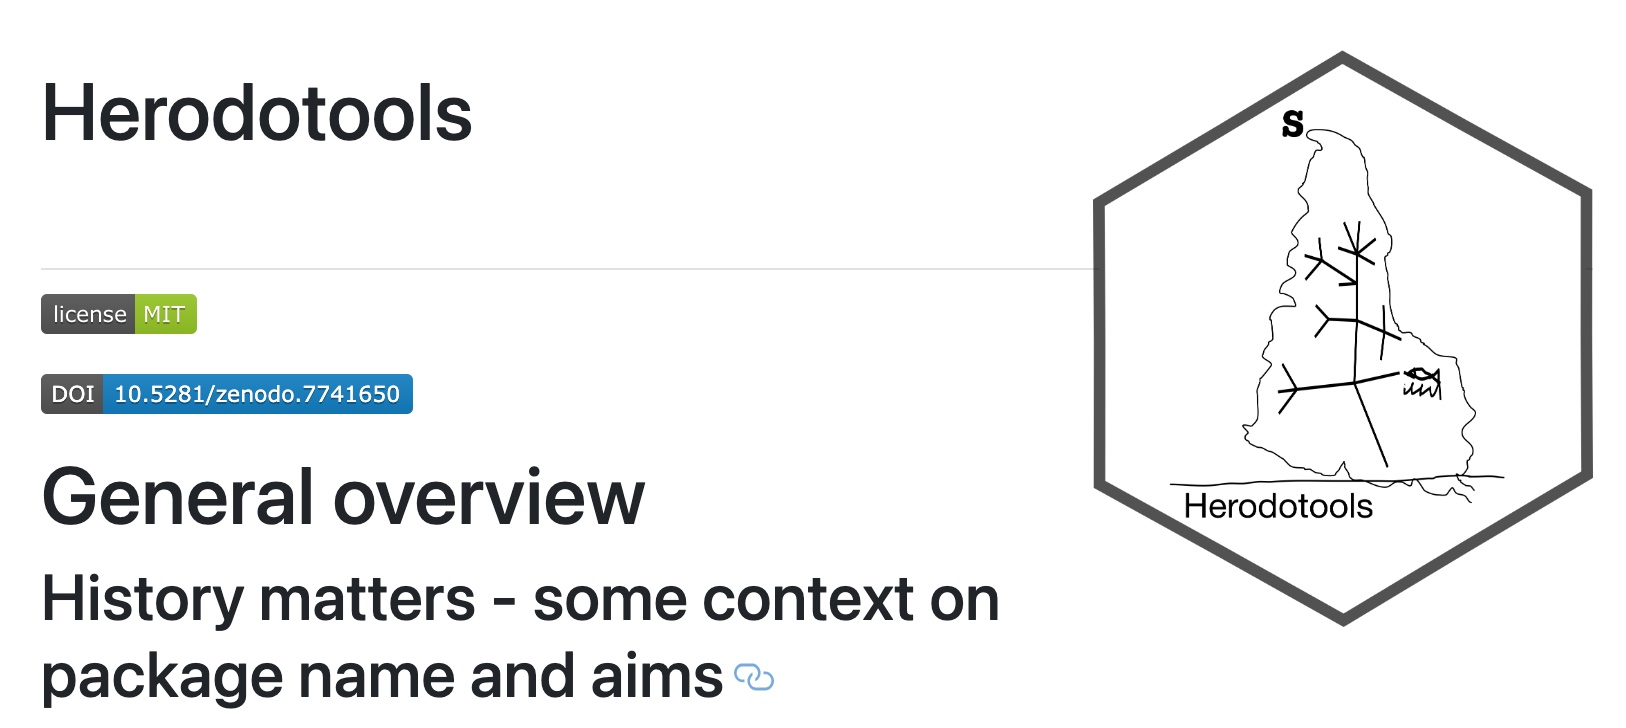 Herodotools
S
license MIT
DOI 10.5281/zenodo.7741650
Herodotools
General overview
History matters - some context on
package name and aims